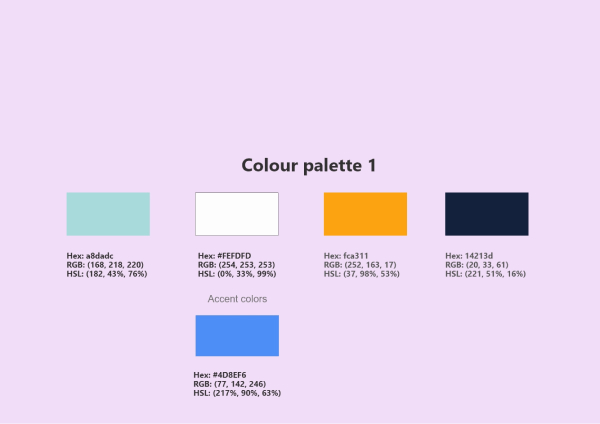 Colour palette 1
Hex: a8dadc
RGB: (168, 218, 220)
HSL: (182, 43%, 76%)
Hex: #FEFDFD
RGB: (254, 253, 253)
HSL: (0%, 33%, 99%)
Hex: fca311
RGB: (252, 163, 17)
HSL: (37, 98%, 53%)
Hex: 14213d
RGB: (20, 33, 61)
HSL: (221, 51%, 16%)
Accent colors
Hex: #4D8EF6
RGB: (77, 142, 246)
HSL: (217%, 90%, 63%)